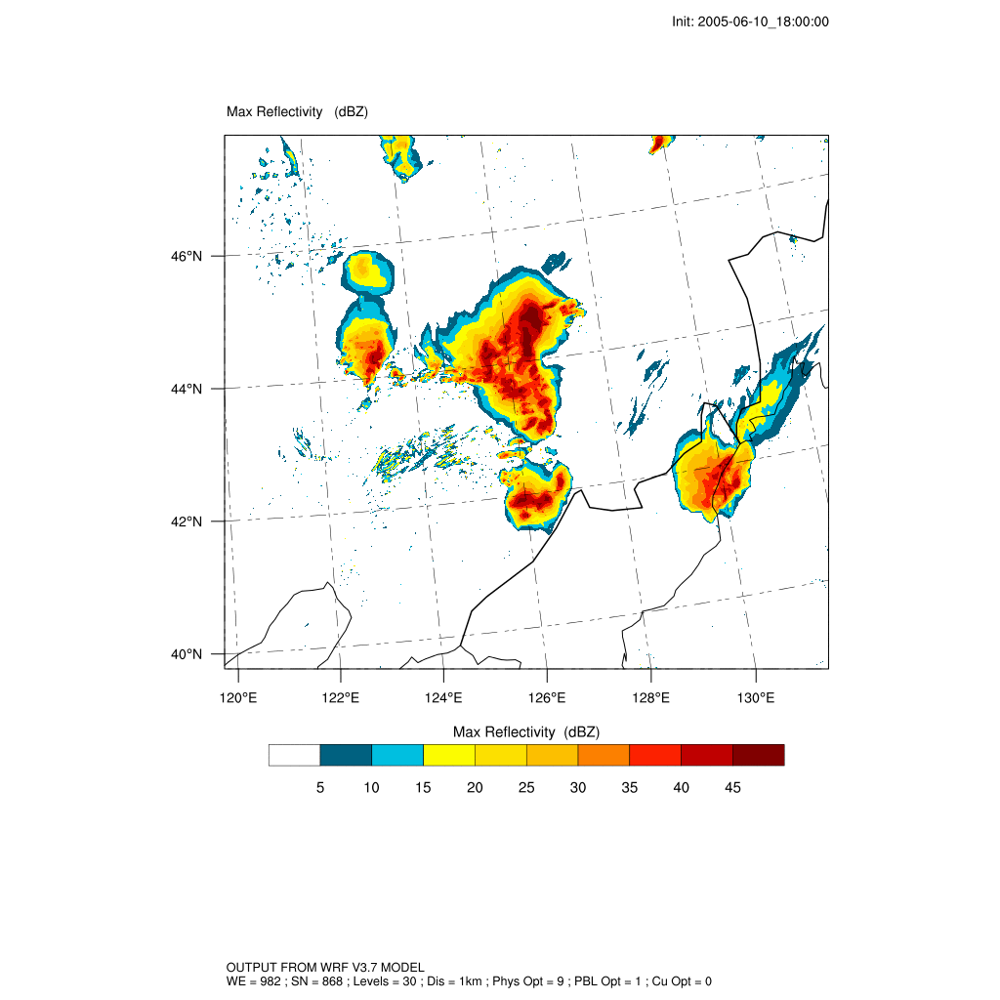 Init: 2005-06-10_18:00:00
Max Reflectivity (dBZ)
46°N
44°N
42°N
40°N
120°E 122°E 124°E 126°E 128°E 130°E
Max Reflectivity (dBZ)
5 10 15 20 25 30 35 40 45
OUTPUT FROM WRF V3.7 MODEL
WE = 982 ; SN = 868 ; Levels = 30 ; Dis = 1km ; Phys Opt = 9 ; PBL Opt = 1 ; Cu Opt = 0